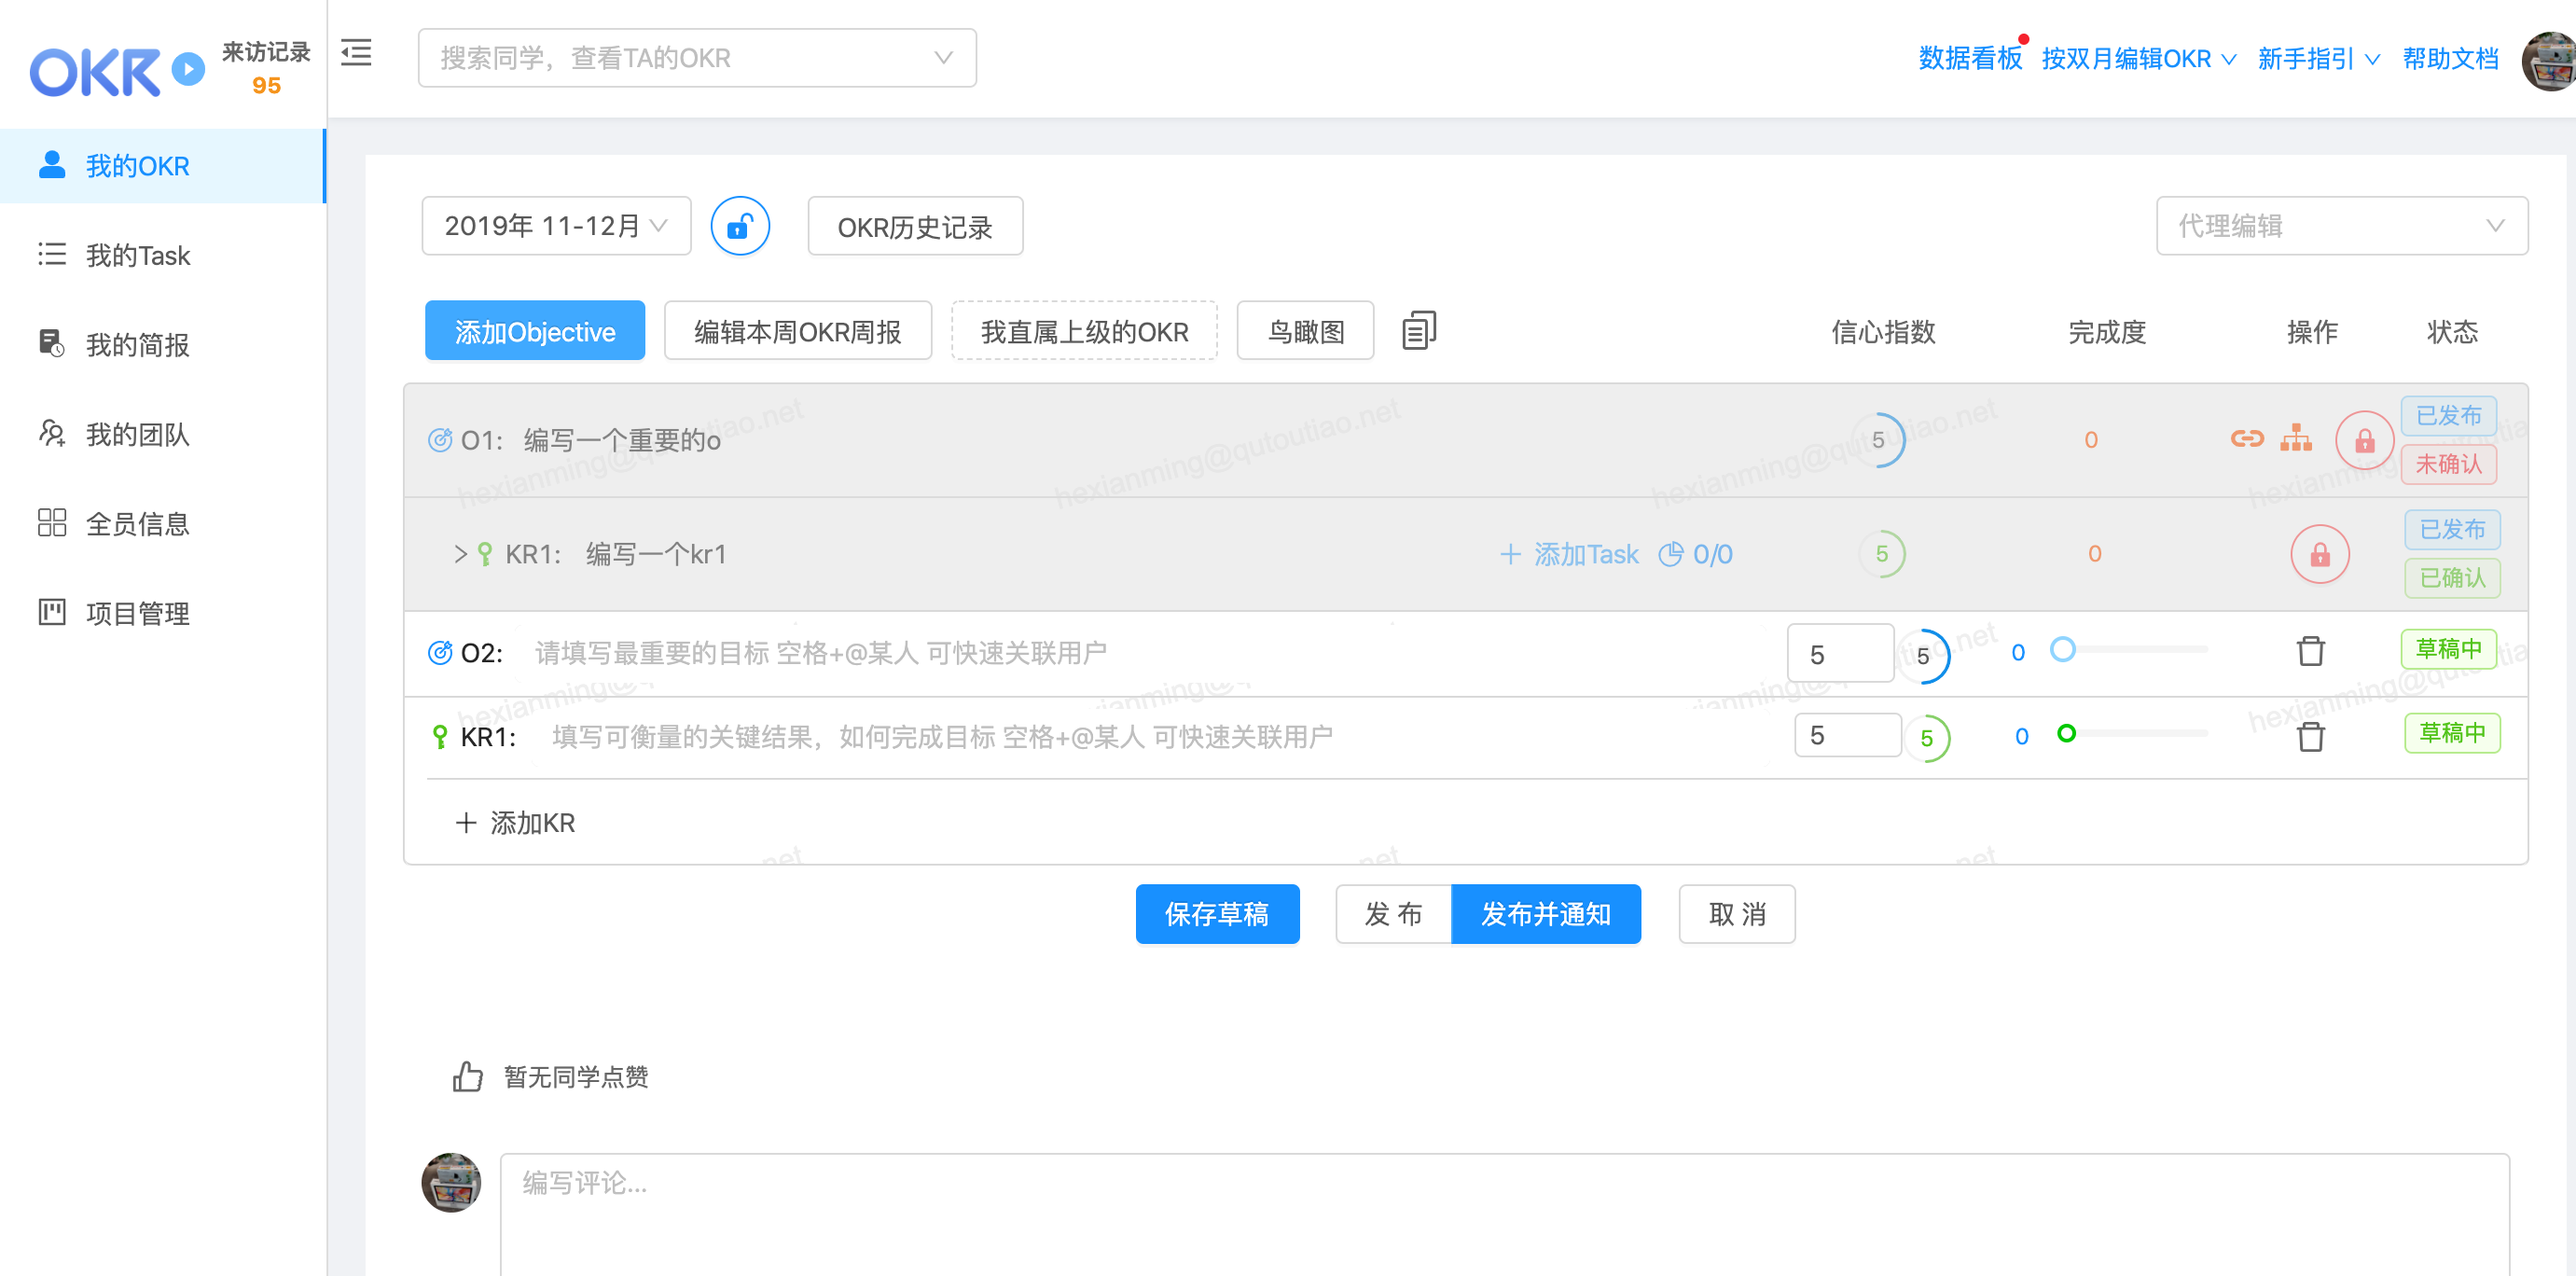 OKR
来访记录
95
搜索同学，查看TA的OKR
数据看板 按双月编辑OKR 新手指引 帮助文档
我的OKR
我的Task
我的简报
我的团队
全员信息
项目管理
2019年 11-12月
OKR历史记录
代理编辑
添加Objective 编辑本周OKR周报 我直属上级的OKR 鸟瞰图 信心指数 完成度 操作 状态
O1: 编写一个重要的o 5 0 已发布
未确认
> KR1: 编写一个kr1 + 添加Task 0/0 5 0 已发布
已确认
O2: 请填写最重要的目标 空格+@某人 可快速关联用户 5 5 0 草稿中
KR1: 填写可衡量的关键结果，如何完成目标 空格+@某人 可快速关联用户 5 5 0 草稿中
+ 添加KR
保存草稿 发 布 发布并通知 取 消
暂无同学点赞
编写评论...
hexianming@qutoutiao.net
hexianming@qutoutiao.net
hexianming@qutoutiao.net